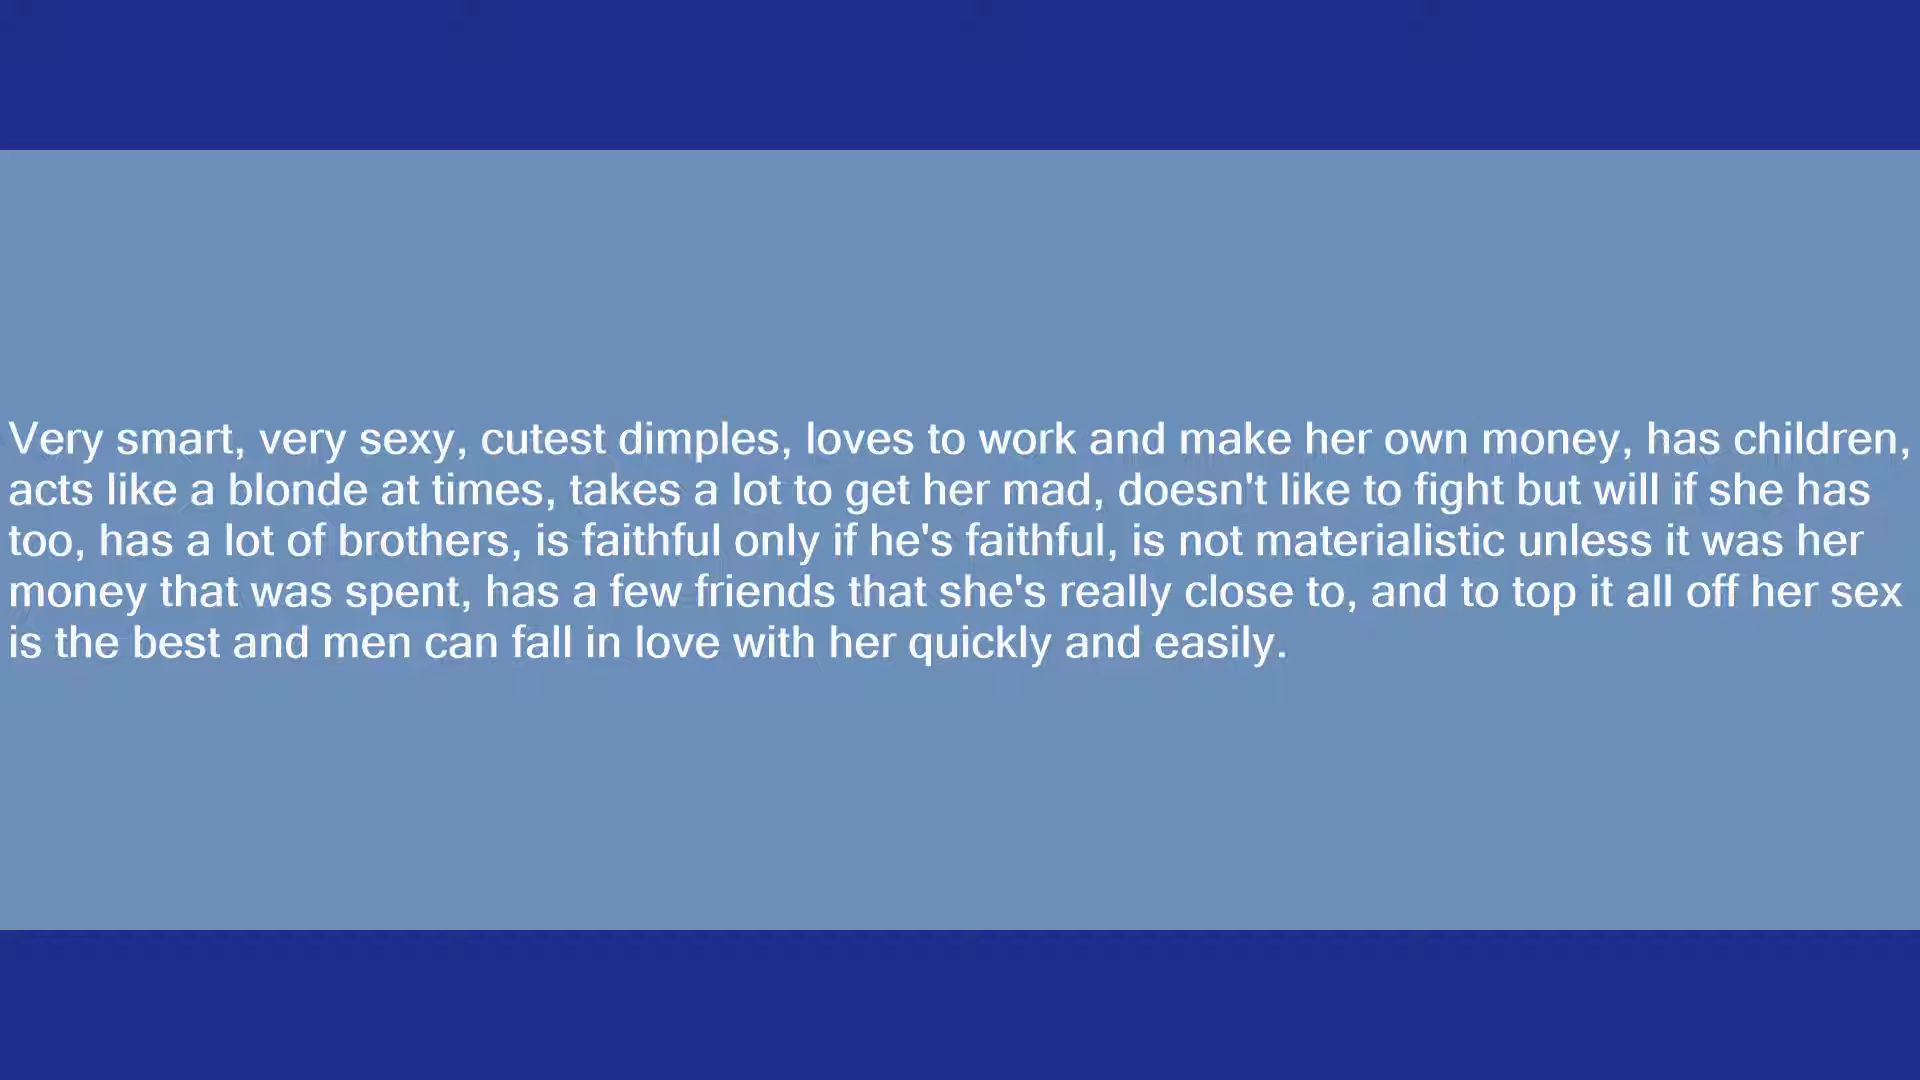 Very smart, very sexy, cutest dimples, loves to work and make her own money, has children,
acts like a blonde at times, takes a lot to get her mad, doesn't like to fight but will if she has
too, has a lot of brothers, is faithful only if he's faithful, is not materialistic unless it was her
money that was spent, has a few friends that she's really close to, and to top it all off her sex
is the best and men can fall in love with her quickly and easily.